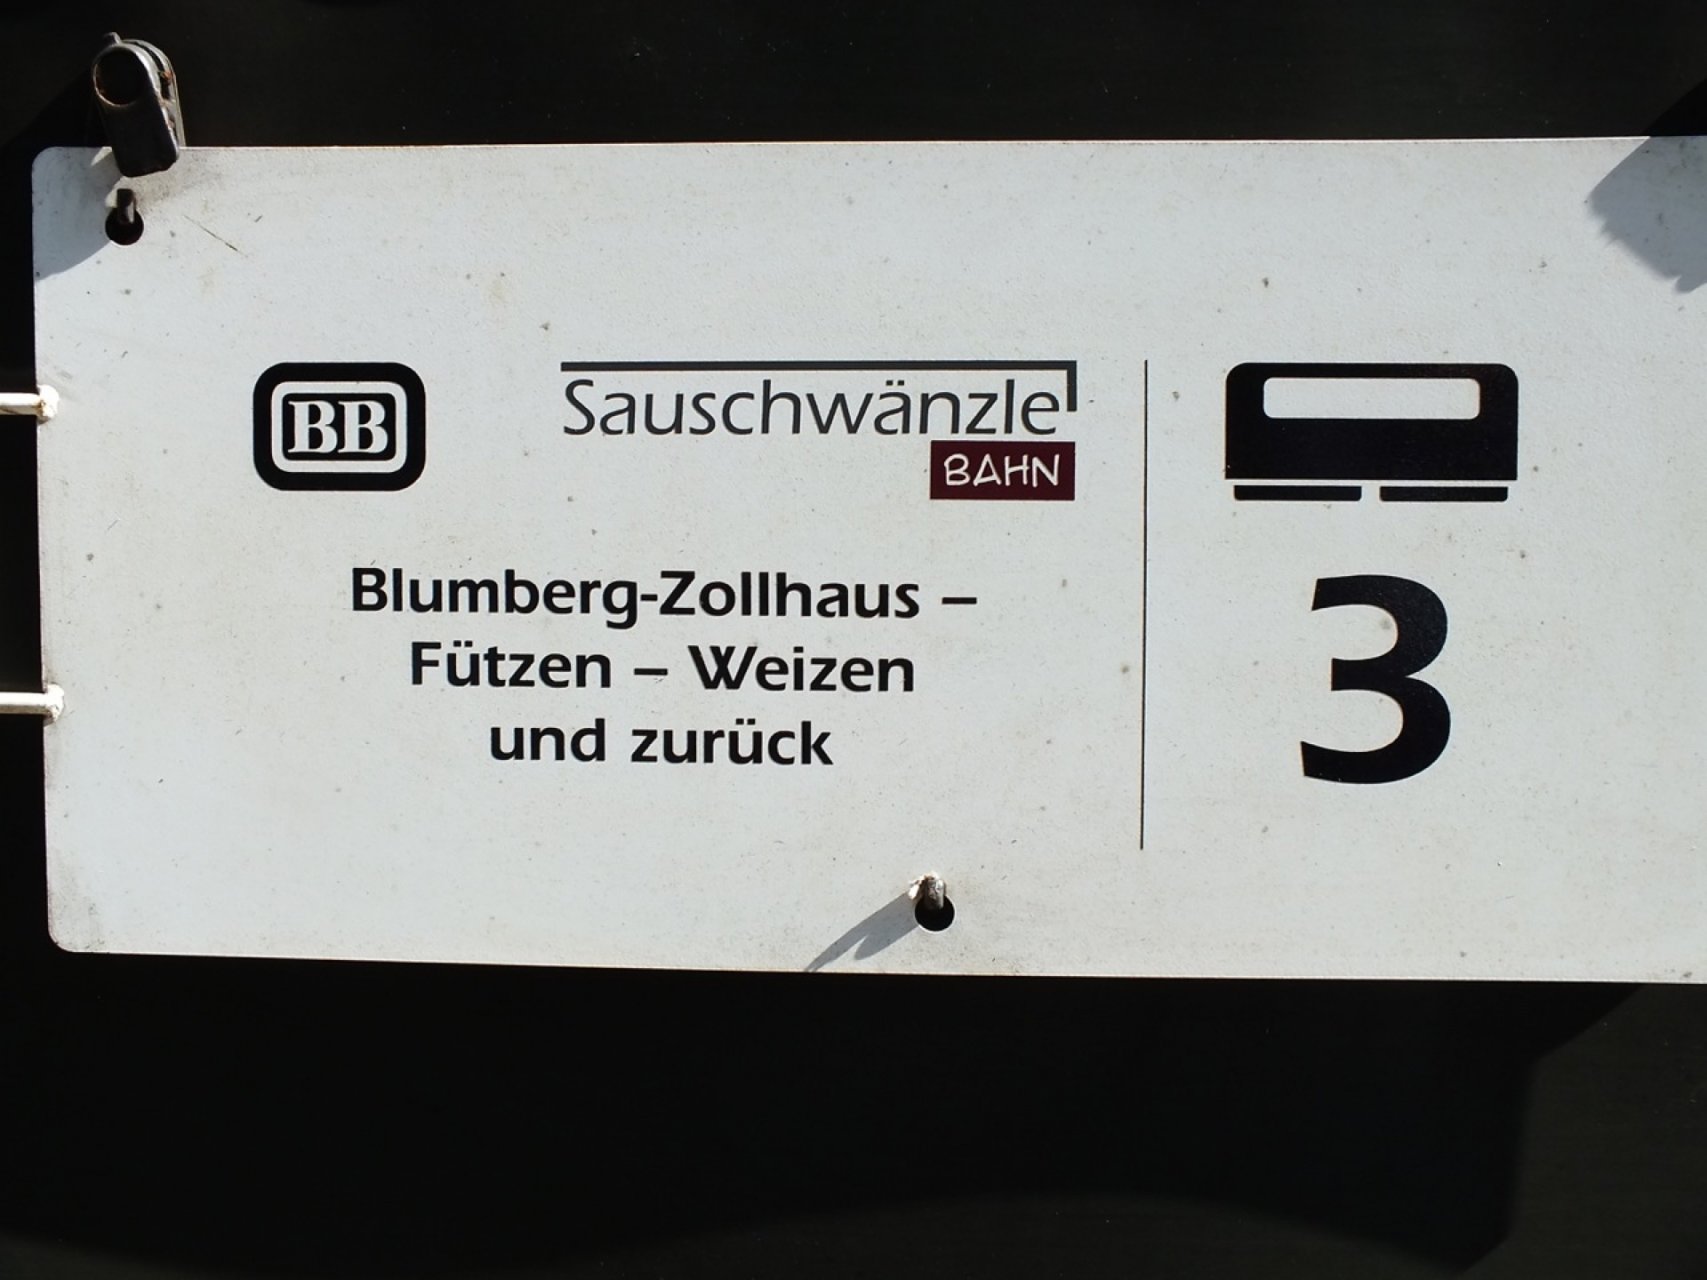 BB
Sauschwänzle
BAHN
Blumberg-Zollhaus –
Fützen – Weizen
und zurück
3